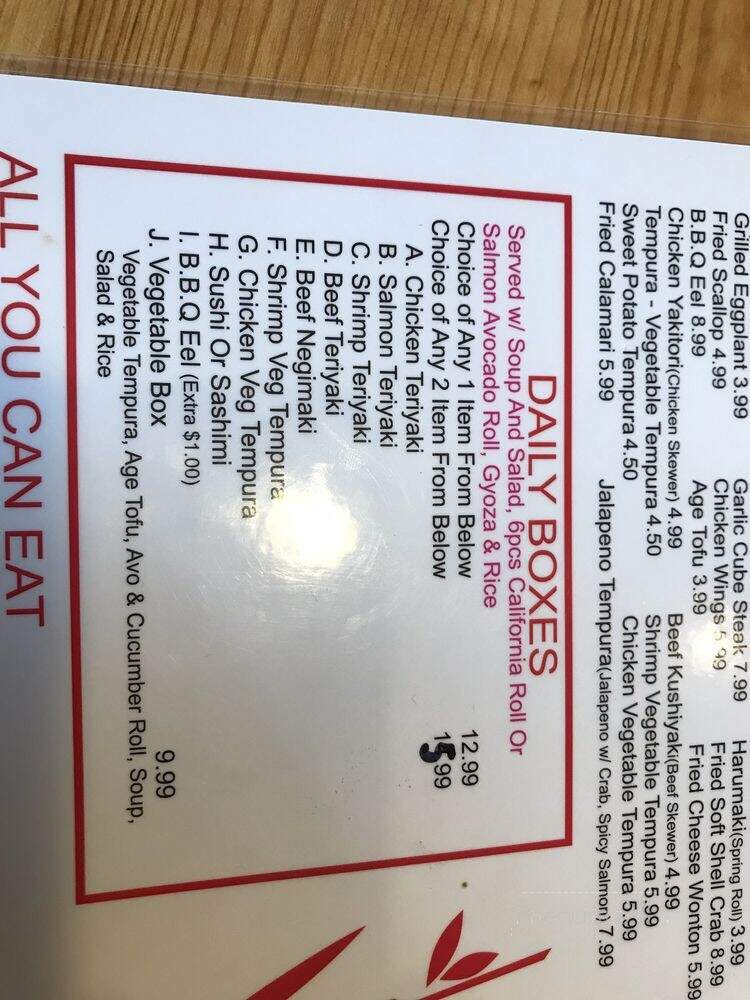 Grilled Eggplant 3.99 Garlic Cube Steak 7.99 Harumaki(Spring Roll) 3.99
Fried Scallop 4.99 Chicken Wings 5.99 Fried Soft Shell Crab 8.99
B.B.Q Eel 8.99 Age Tofu 3.99 Fried Cheese Wonton 5.99
Chicken Yakitori(Chicken Skewer) 4.99 Beef Kushiyaki(Beef Skewer) 4.99
Tempura - Vegetable Tempura 4.50 Shrimp Vegetable Tempura 5.99
Sweet Potato Tempura 4.50 Chicken Vegetable Tempura 5.99
Fried Calamari 5.99 Jalapeno Tempura(Jalapeno w/ Crab, Spicy Salmon) 7.99
DAILY BOXES
Served w/ Soup And Salad, 6pcs California Roll Or
Salmon Avocado Roll, Gyoza & Rice
Choice of Any 1 Item From Below 12.99
Choice of Any 2 Item From Below 15.99
A. Chicken Teriyaki
B. Salmon Teriyaki
C. Shrimp Teriyaki
D. Beef Teriyaki
E. Beef Negimaki
F. Shrimp Veg Tempura
G. Chicken Veg Tempura
H. Sushi Or Sashimi
I. B.B.Q Eel (Extra $1.00)
J. Vegetable Box 9.99
Vegetable Tempura, Age Tofu, Avo & Cucumber Roll, Soup,
Salad & Rice
ALL YOU CAN EAT